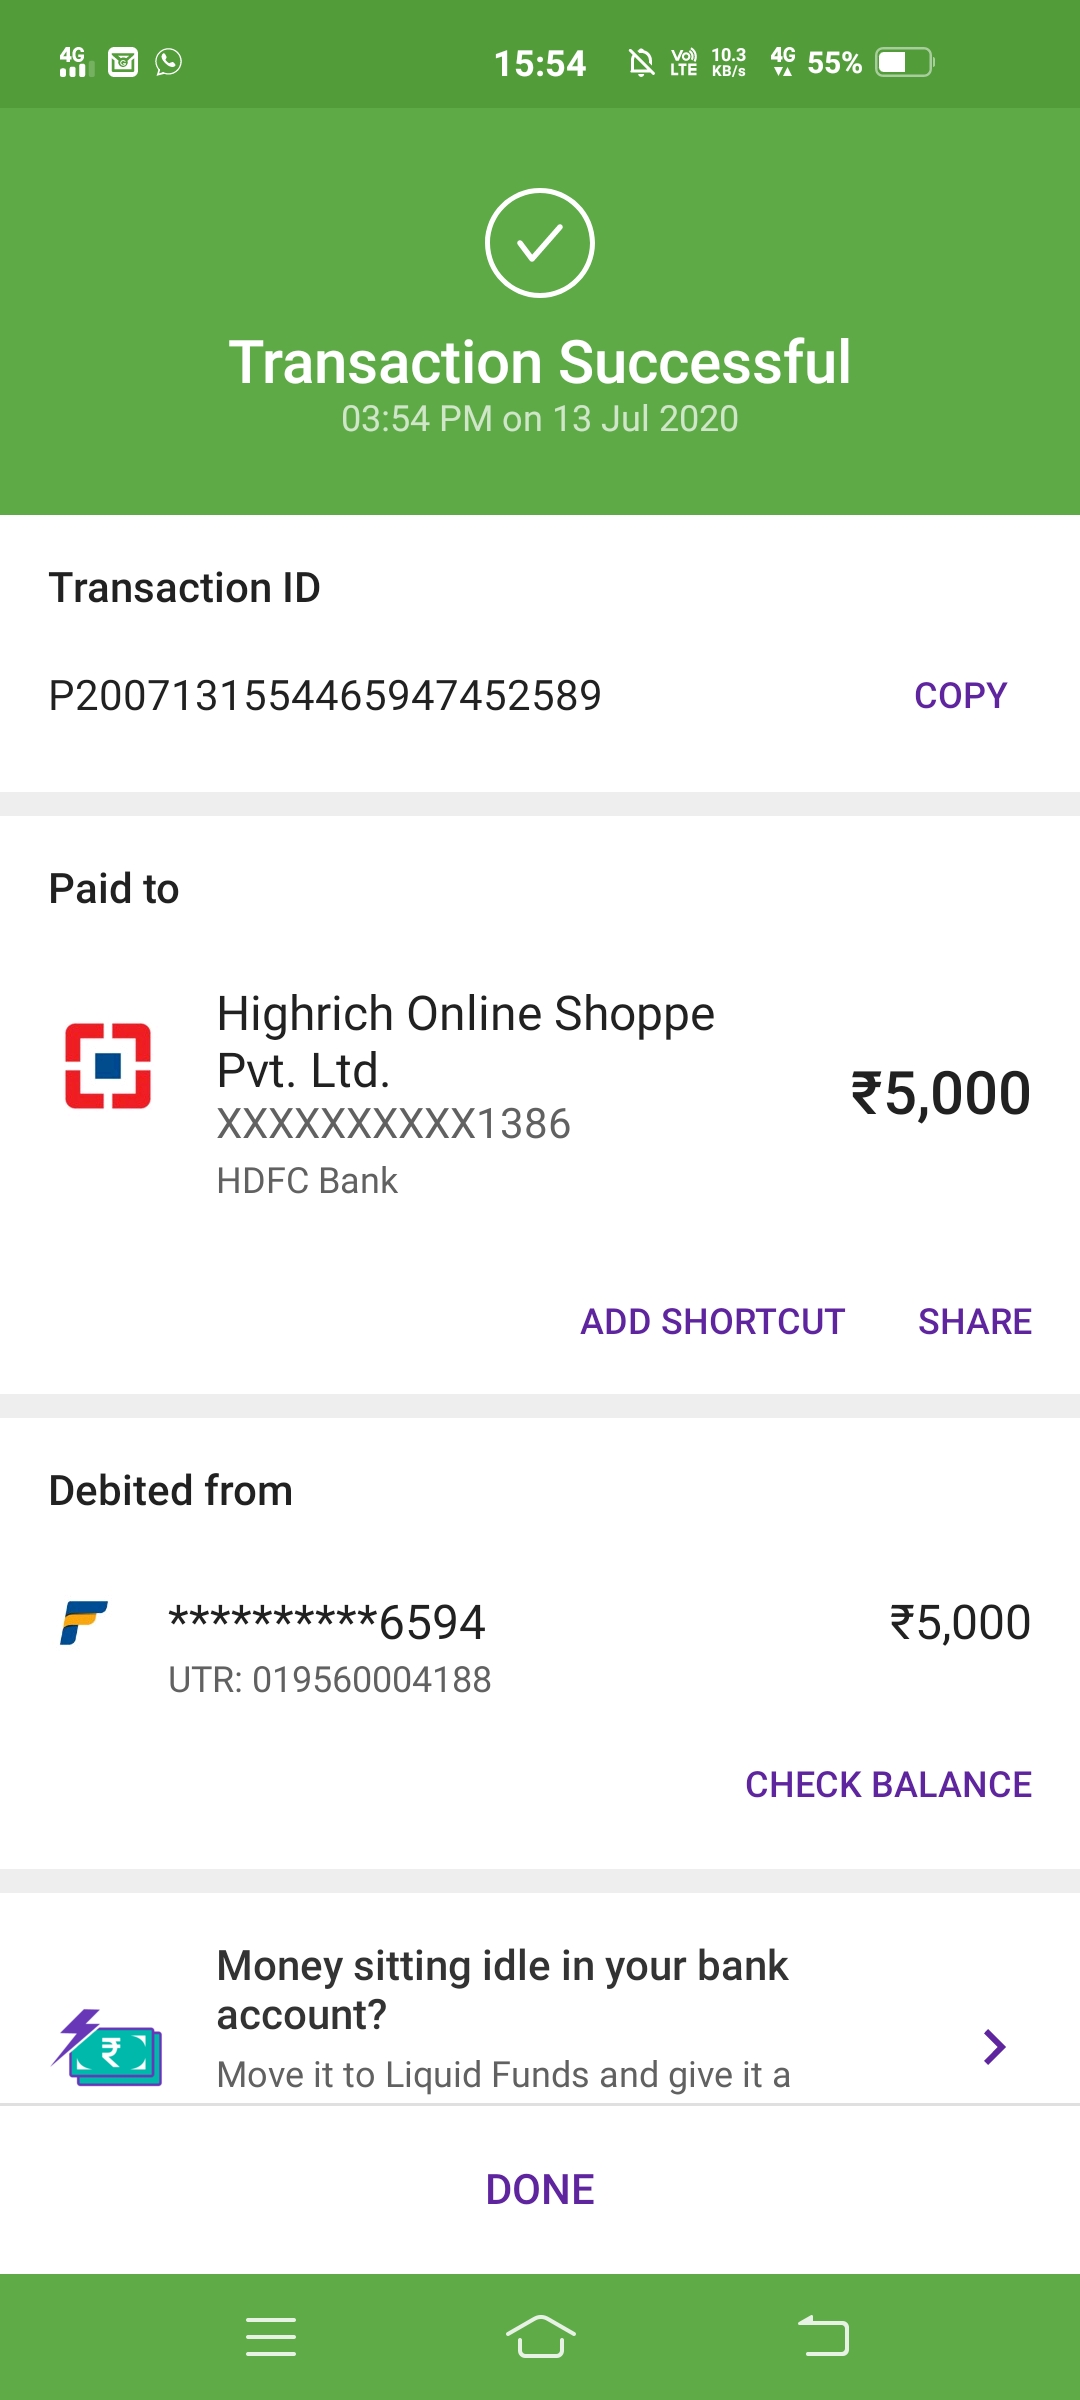 4G
15:54
Vo)) LTE
10.3 KB/s
4G
55%
Transaction Successful
03:54 PM on 13 Jul 2020
Transaction ID
P2007131554465947452589
COPY
Paid to
Highrich Online Shoppe
Pvt. Ltd.
₹5,000
XXXXXXXXXX1386
HDFC Bank
ADD SHORTCUT
SHARE
Debited from
**********6594
₹5,000
UTR: 019560004188
CHECK BALANCE
Money sitting idle in your bank
account?
Move it to Liquid Funds and give it a
DONE